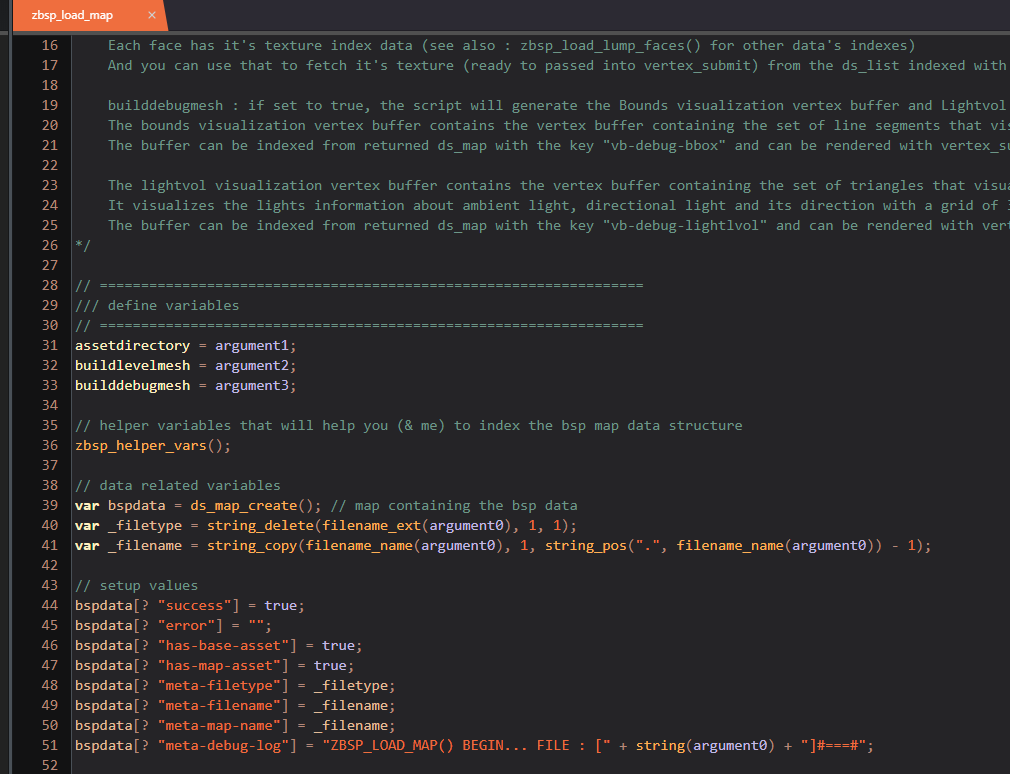 zbsp_load_map ×
16 Each face has it's texture index data (see also : zbsp_load_lump_faces() for other data's indexes)
17 And you can use that to fetch it's texture (ready to passed into vertex_submit) from the ds_list indexed with
18
19 builddebugmesh : if set to true, the script will generate the Bounds visualization vertex buffer and Lightvol
20 The bounds visualization vertex buffer contains the vertex buffer containing the set of line segments that vis
21 The buffer can be indexed from returned ds_map with the key "vb-debug-bbox" and can be rendered with vertex_su
22
23 The lightvol visualization vertex buffer contains the vertex buffer containing the set of triangles that visua
24 It visualizes the lights information about ambient light, directional light and its direction with a grid of
25 The buffer can be indexed from returned ds_map with the key "vb-debug-lightlvol" and can be rendered with vert
26 */
27
28 // ==================================================================
29 /// define variables
30 // ==================================================================
31 assetdirectory = argument1;
32 buildlevelmesh = argument2;
33 builddebugmesh = argument3;
34
35 // helper variables that will help you (& me) to index the bsp map data structure
36 zbsp_helper_vars();
37
38 // data related variables
39 var bspdata = ds_map_create(); // map containing the bsp data
40 var _filetype = string_delete(filename_ext(argument0), 1, 1);
41 var _filename = string_copy(filename_name(argument0), 1, string_pos(".", filename_name(argument0)) - 1);
42
43 // setup values
44 bspdata[? "success"] = true;
45 bspdata[? "error"] = "";
46 bspdata[? "has-base-asset"] = true;
47 bspdata[? "has-map-asset"] = true;
48 bspdata[? "meta-filetype"] = _filetype;
49 bspdata[? "meta-filename"] = _filename;
50 bspdata[? "meta-map-name"] = _filename;
51 bspdata[? "meta-debug-log"] = "ZBSP_LOAD_MAP() BEGIN... FILE : [" + string(argument0) + "]#===#";
52